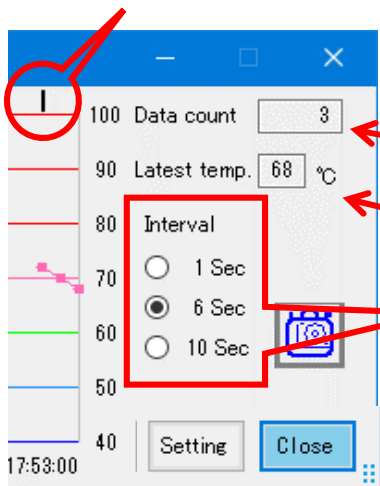 100 Data count 3
90 Latest temp. 68 ℃
80 Interval
1 Sec
70
6 Sec
60
10 Sec
50
40 Setting Close
17:53:00